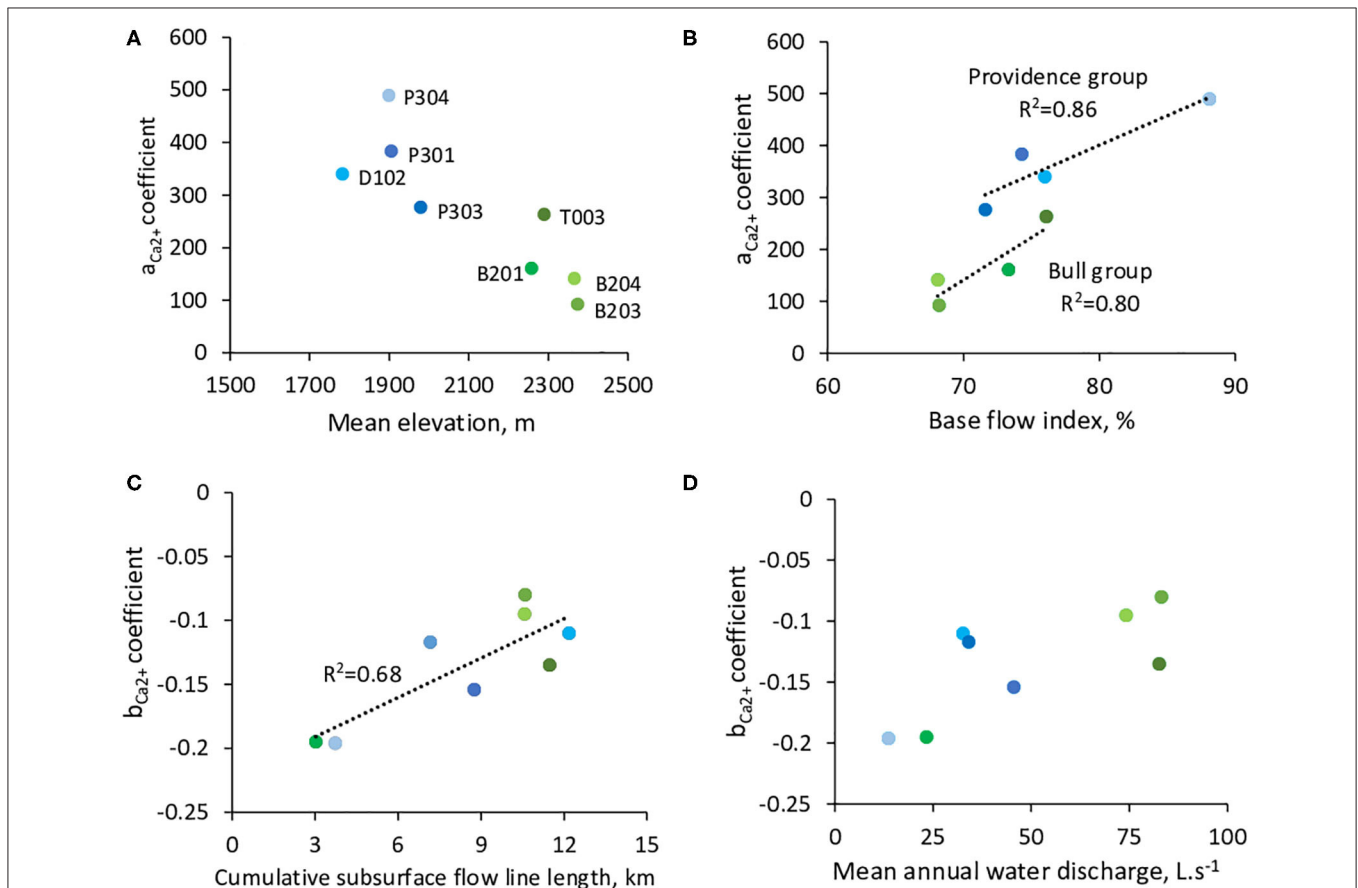 A
600
500
400
300
200
100
0
aCa2+ coefficient
P304
P301
D102
P303
T003
B201
B204
B203
1500 1700 1900 2100 2300 2500
Mean elevation, m
B
600
500
400
300
200
100
0
aCa2+ coefficient
Providence group
R²=0.86
Bull group
R²=0.80
60 70 80 90
Base flow index, %
C
0
-0.05
-0.1
-0.15
-0.2
-0.25
bCa2+ coefficient
R²=0.68
0 3 6 9 12 15
Cumulative subsurface flow line length, km
D
0
-0.05
-0.1
-0.15
-0.2
-0.25
bCa2+ coefficient
0 25 50 75 100
Mean annual water discharge, L.s-1